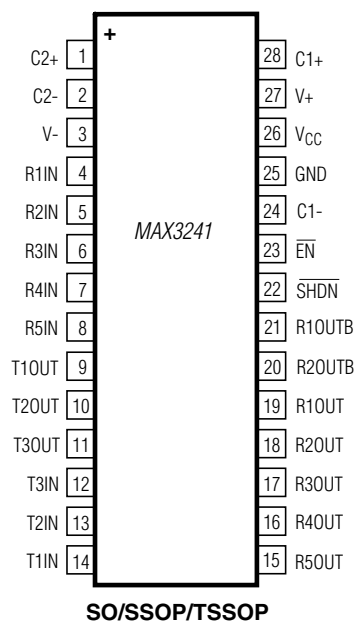 +
C2+ 1 28 C1+
C2- 2 27 V+
V- 3 26 VCC
R1IN 4 25 GND
R2IN 5 24 C1-
MAX3241
R3IN 6 23 E̅N̅
R4IN 7 22 S̅H̅D̅N̅
R5IN 8 21 R1OUTB
T1OUT 9 20 R2OUTB
T2OUT 10 19 R1OUT
T3OUT 11 18 R2OUT
T3IN 12 17 R3OUT
T2IN 13 16 R4OUT
T1IN 14 15 R5OUT
SO/SSOP/TSSOP